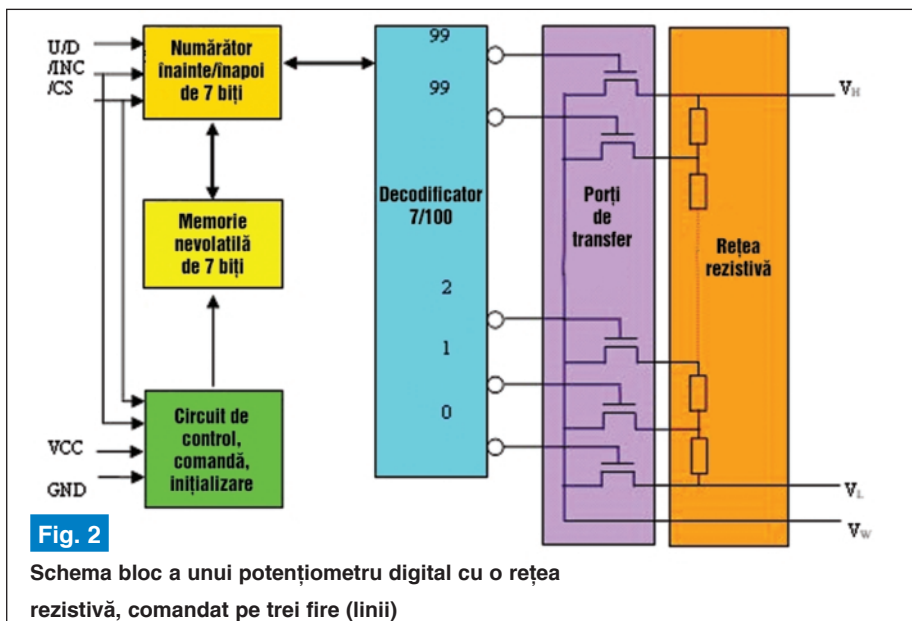 U/D
/INC
/CS
Numărător
înainte/înapoi
de 7 biți
Memorie
nevolatilă
de 7 biți
Circuit de
control,
comandă,
inițializare
VCC
GND
99
99
Decodificator
7/100
2
1
0
Porți
de
transfer
Rețea
rezistivă
VH
VL
VW
Fig. 2
Schema bloc a unui potențiometru digital cu o rețea
rezistivă, comandat pe trei fire (linii)